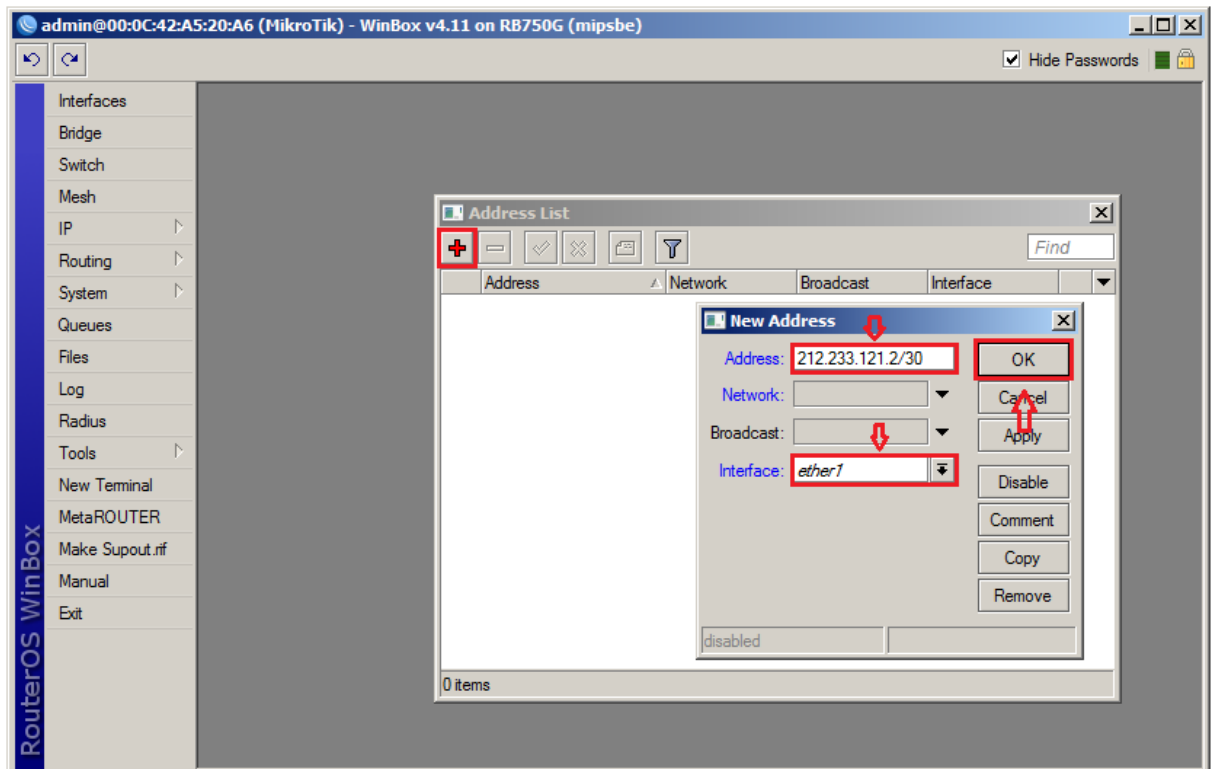 admin@00:0C:42:A5:20:A6 (MikroTik) - WinBox v4.11 on RB750G (mipsbe)
Hide Passwords
Interfaces
Bridge
Switch
Mesh
IP
Routing
System
Queues
Files
Log
Radius
Tools
New Terminal
MetaROUTER
Make Supout.rif
Manual
Exit
RouterOS WinBox
Address List
Find
Address Network Broadcast Interface
New Address
Address: 212.233.121.2/30 OK
Network: Cancel
Broadcast: Apply
Interface: ether1
Disable
Comment
Copy
Remove
disabled
0 items